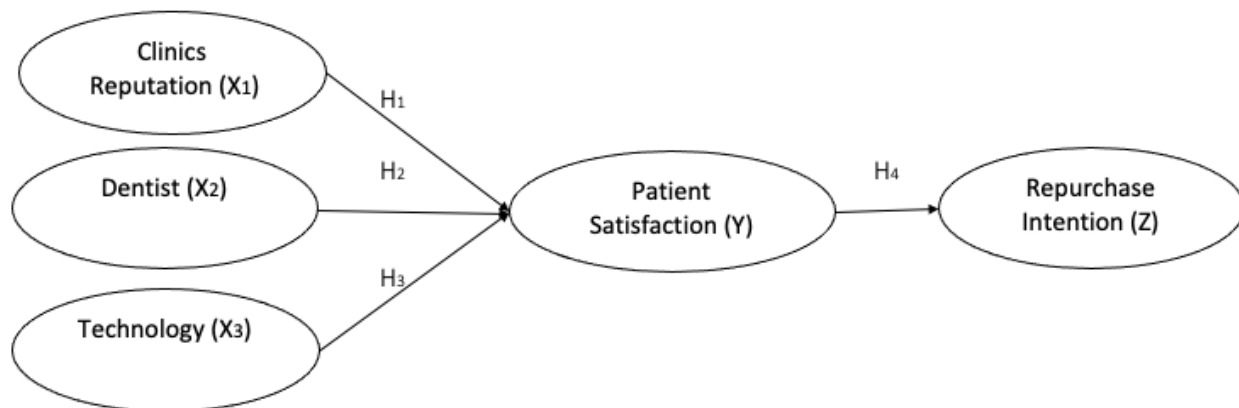 Clinics
Reputation (X1)
H1
Dentist (X2)
H2
Technology (X3)
H3
Patient
Satisfaction (Y)
H4
Repurchase
Intention (Z)